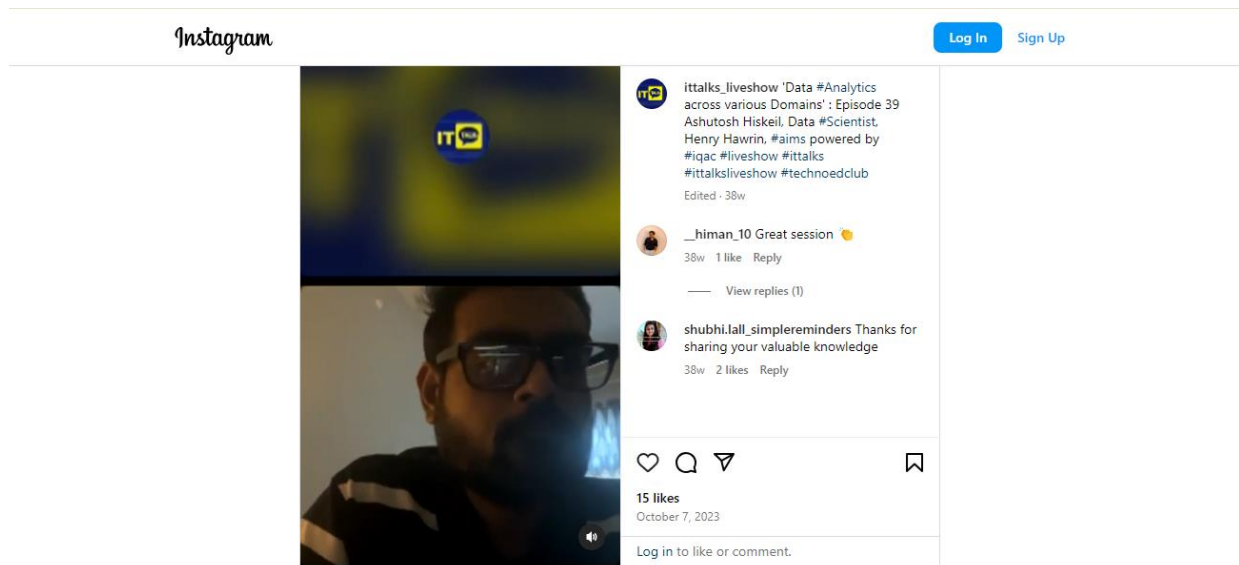 Instagram
Log In
Sign Up
IT TALK
ittalks_liveshow 'Data #Analytics
across various Domains' : Episode 39
Ashutosh Hiskeil, Data #Scientist,
Henry Hawrin, #aims powered by
#iqac #liveshow #ittalks
#ittalksliveshow #technoedclub
Edited · 38w
__himan_10 Great session 👏
38w 1 like Reply
View replies (1)
shubhi.lall_simplereminders Thanks for
sharing your valuable knowledge
38w 2 likes Reply
15 likes
October 7, 2023
Log in to like or comment.